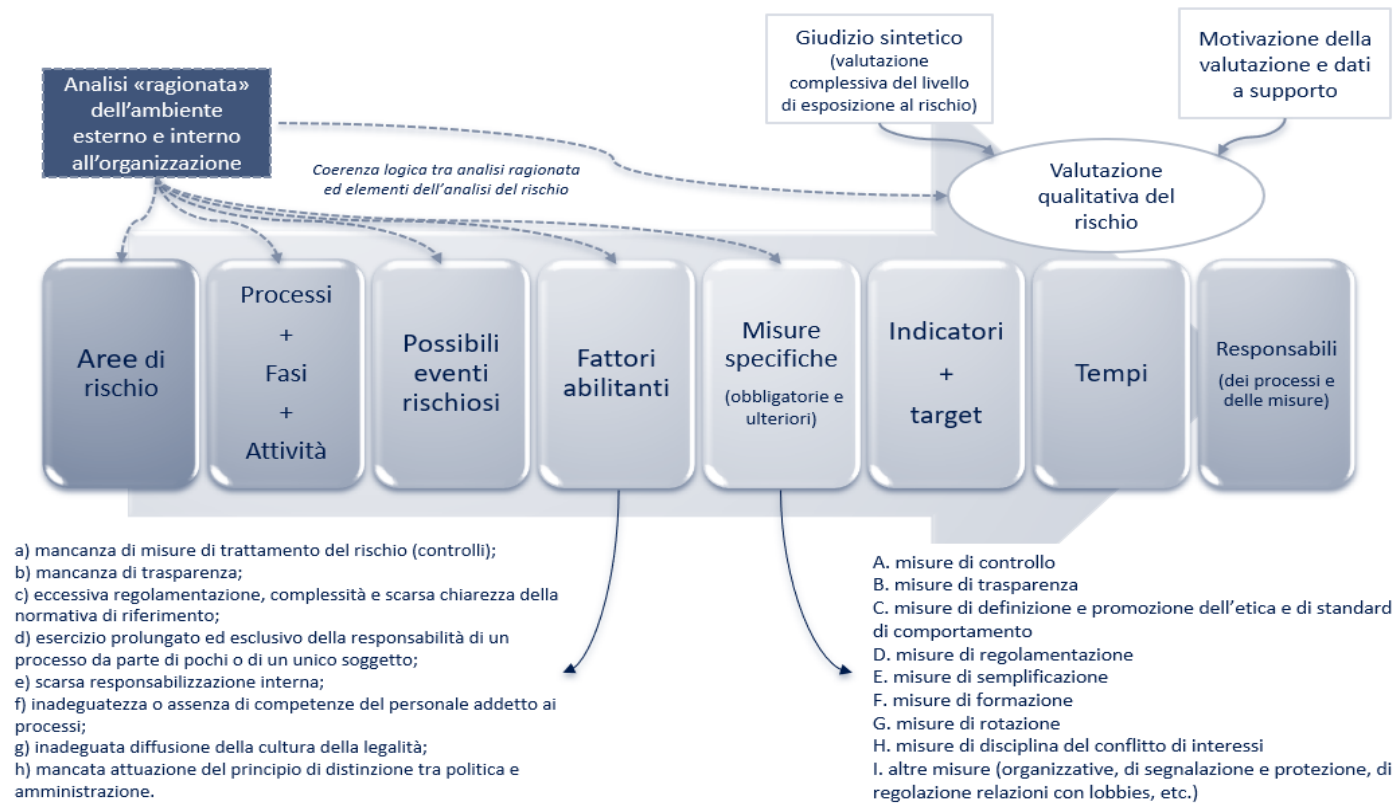 Analisi «ragionata»
dell'ambiente
esterno e interno
all'organizzazione
Giudizio sintetico
(valutazione
complessiva del livello
di esposizione al rischio)
Motivazione della
valutazione e dati
a supporto
Coerenza logica tra analisi ragionata
ed elementi dell'analisi del rischio
Valutazione
qualitativa del
rischio
Aree di
rischio
Processi
+
Fasi
+
Attività
Possibili
eventi
rischiosi
Fattori
abilitanti
Misure
specifiche
(obbligatorie e
ulteriori)
Indicatori
+
target
Tempi
Responsabili
(dei processi e
delle misure)
a) mancanza di misure di trattamento del rischio (controlli);
b) mancanza di trasparenza;
c) eccessiva regolamentazione, complessità e scarsa chiarezza della
normativa di riferimento;
d) esercizio prolungato ed esclusivo della responsabilità di un
processo da parte di pochi o di un unico soggetto;
e) scarsa responsabilizzazione interna;
f) inadeguatezza o assenza di competenze del personale addetto ai
processi;
g) inadeguata diffusione della cultura della legalità;
h) mancata attuazione del principio di distinzione tra politica e
amministrazione.
A. misure di controllo
B. misure di trasparenza
C. misure di definizione e promozione dell'etica e di standard
di comportamento
D. misure di regolamentazione
E. misure di semplificazione
F. misure di formazione
G. misure di rotazione
H. misure di disciplina del conflitto di interessi
I. altre misure (organizzative, di segnalazione e protezione, di
regolazione relazioni con lobbies, etc.)